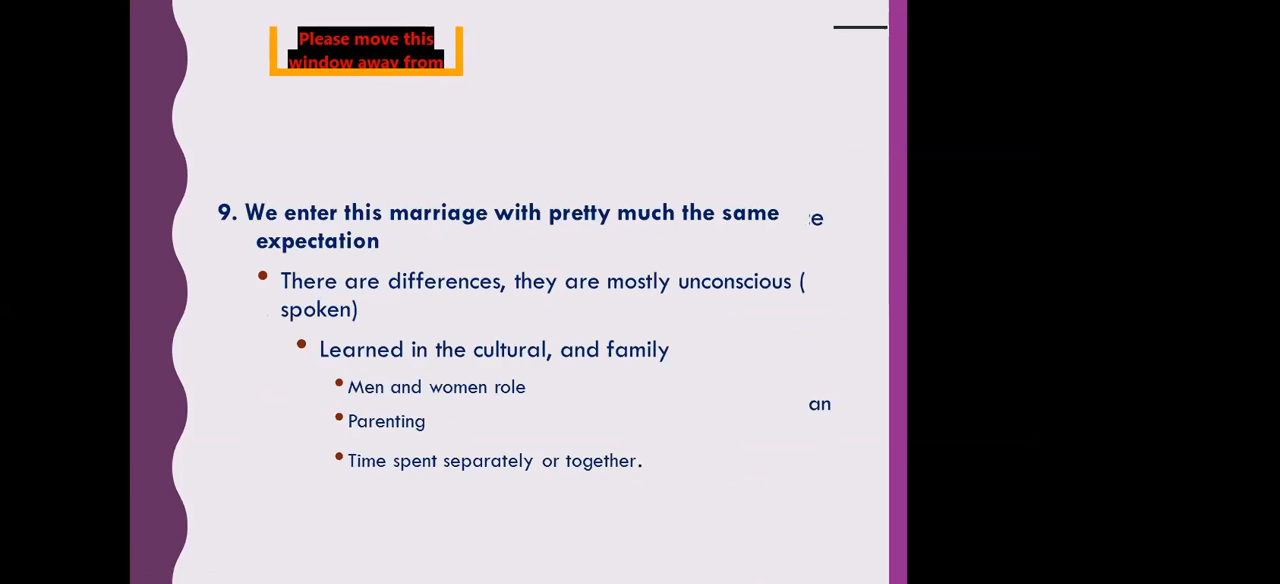 Please move this
window away from
9. We enter this marriage with pretty much the same
expectation
• There are differences, they are mostly unconscious (
spoken)
• Learned in the cultural, and family
• Men and women role
• Parenting
an
• Time spent separately or together.